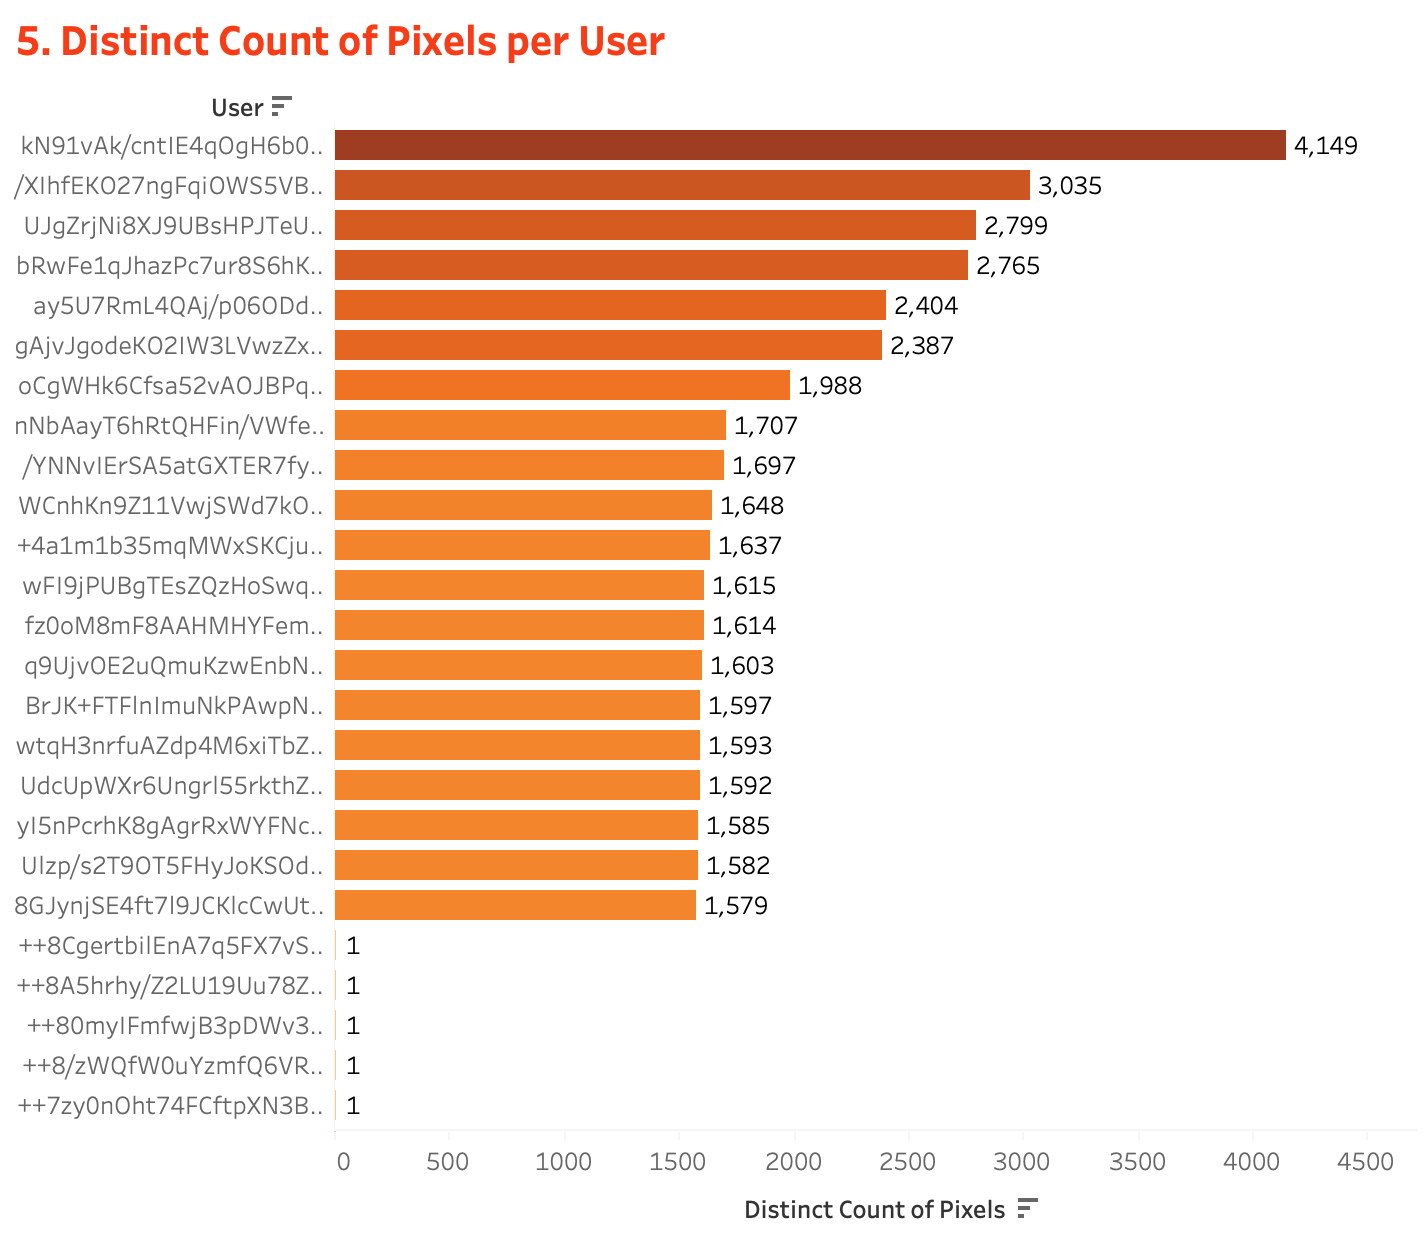 5. Distinct Count of Pixels per User
User
kN91vAk/cntIE4qOgH6b0.. 4,149
/XIhfEKO27ngFqiOWS5VB.. 3,035
UJgZrjNi8XJ9UBsHPJTeU.. 2,799
bRwFe1qJhazPc7ur8S6hK.. 2,765
ay5U7RmL4QAj/p06ODd.. 2,404
gAjvJgodeKO2IW3LVwzZx.. 2,387
oCgWHk6Cfsa52vAOJBPq.. 1,988
nNbAayT6hRtQHFin/VWfe.. 1,707
/YNNvIErSA5atGXTER7fy.. 1,697
WCnhKn9Z11VwjSWd7kO.. 1,648
+4a1m1b35mqMWxSKCju.. 1,637
wFI9jPUBgTEsZQzHoSwq.. 1,615
fz0oM8mF8AAHMHYFem.. 1,614
q9UjvOE2uQmuKzwEnbN.. 1,603
BrJK+FTFlnImuNkPAwpN.. 1,597
wtqH3nrfuAZdp4M6xiTbZ.. 1,593
UdcUpWXr6Ungrl55rkthZ.. 1,592
yI5nPcrhK8gAgrRxWYFNc.. 1,585
Ulzp/s2T9OT5FHyJoKSOd.. 1,582
8GJynjSE4ft7l9JCKlcCwUt.. 1,579
++8CgertbilEnA7q5FX7vS.. 1
++8A5hrhy/Z2LU19Uu78Z.. 1
++80myIFmfwjB3pDWv3.. 1
++8/zWQfW0uYzmfQ6VR.. 1
++7zy0nOht74FCftpXN3B.. 1
0 500 1000 1500 2000 2500 3000 3500 4000 4500
Distinct Count of Pixels